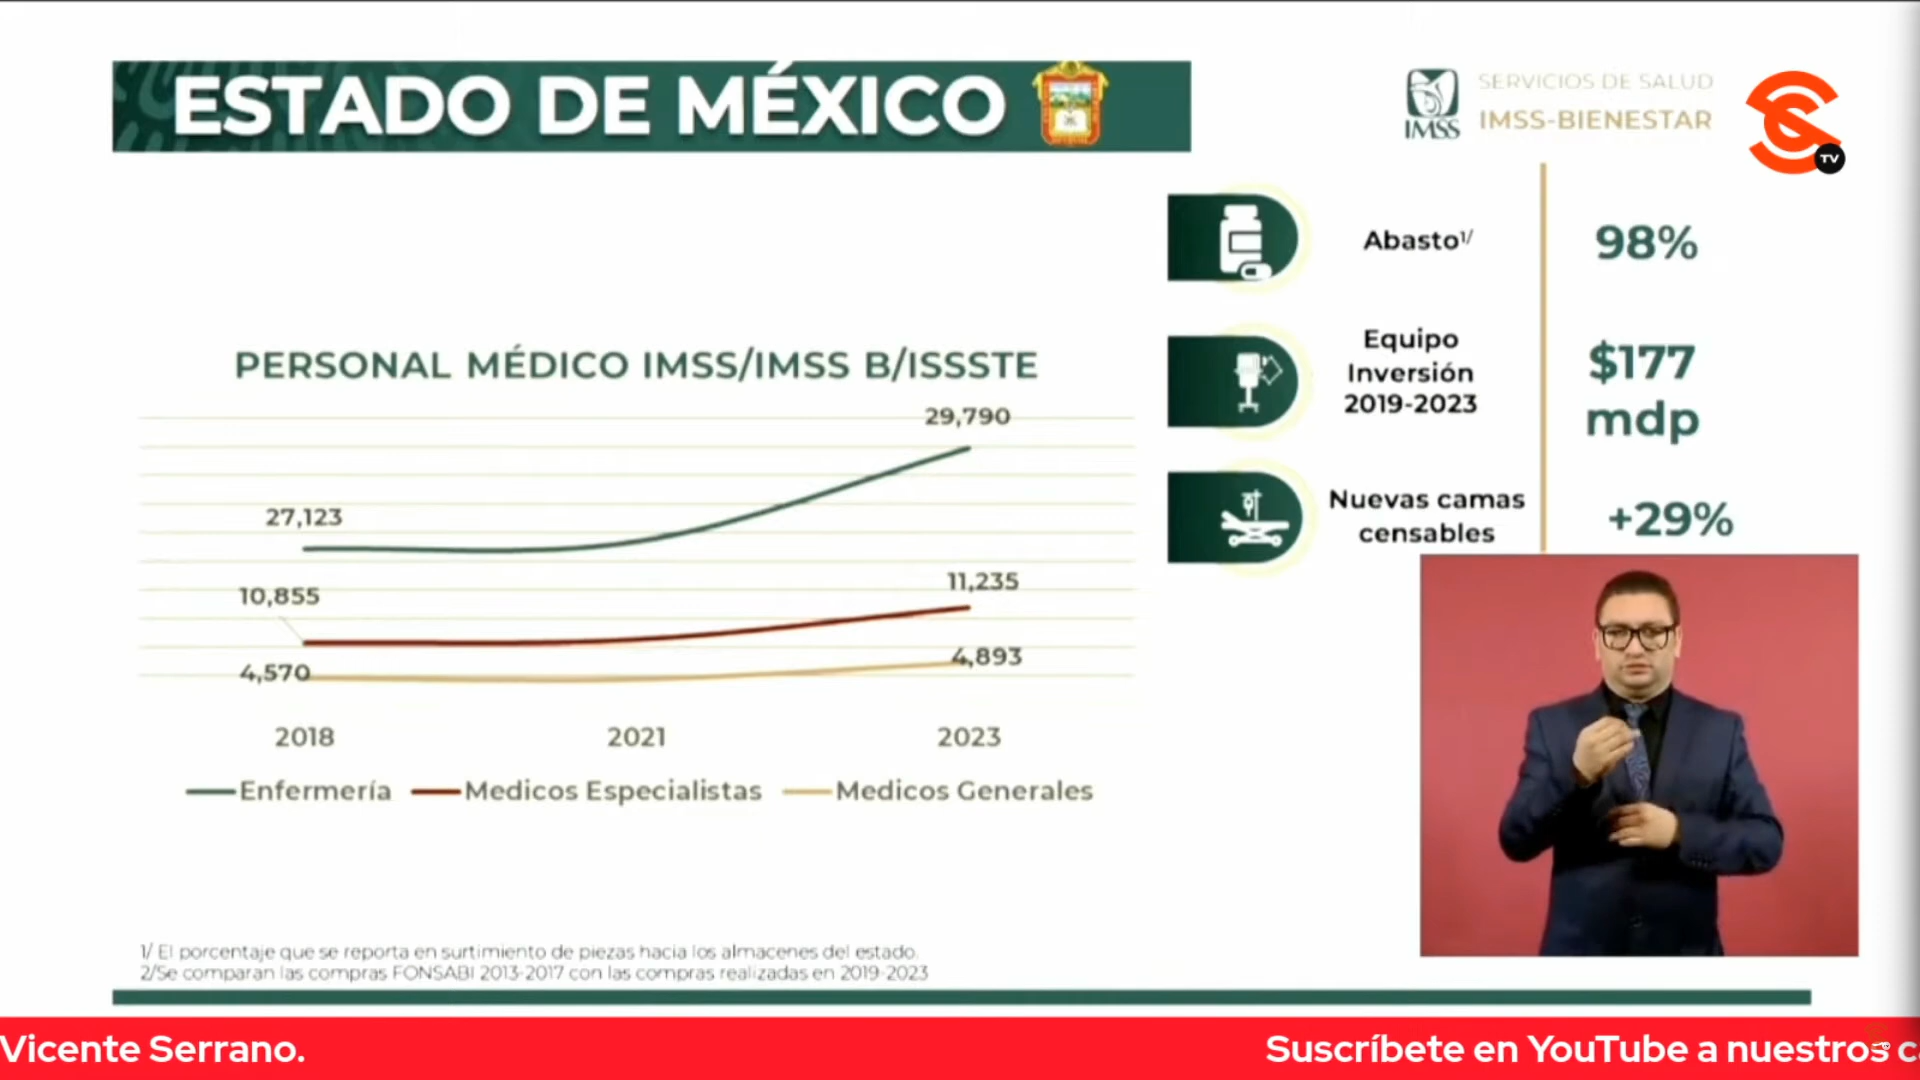 ESTADO DE MÉXICO
IMSS
SERVICIOS DE SALUD
IMSS-BIENESTAR
TV
Abasto1/
98%
Equipo
Inversión
2019-2023
$177
mdp
Nuevas camas
censables
+29%
PERSONAL MÉDICO IMSS/IMSS B/ISSSTE
29,790
27,123
10,855
11,235
4,570
4,893
2018 2021 2023
Enfermería Medicos Especialistas Medicos Generales
1/ El porcentaje que se reporta en surtimiento de piezas hacia los almacenes del estado.
2/Se comparan las compras FONSABI 2013-2017 con las compras realizadas en 2019-2023
Vicente Serrano.
Suscríbete en YouTube a nuestros